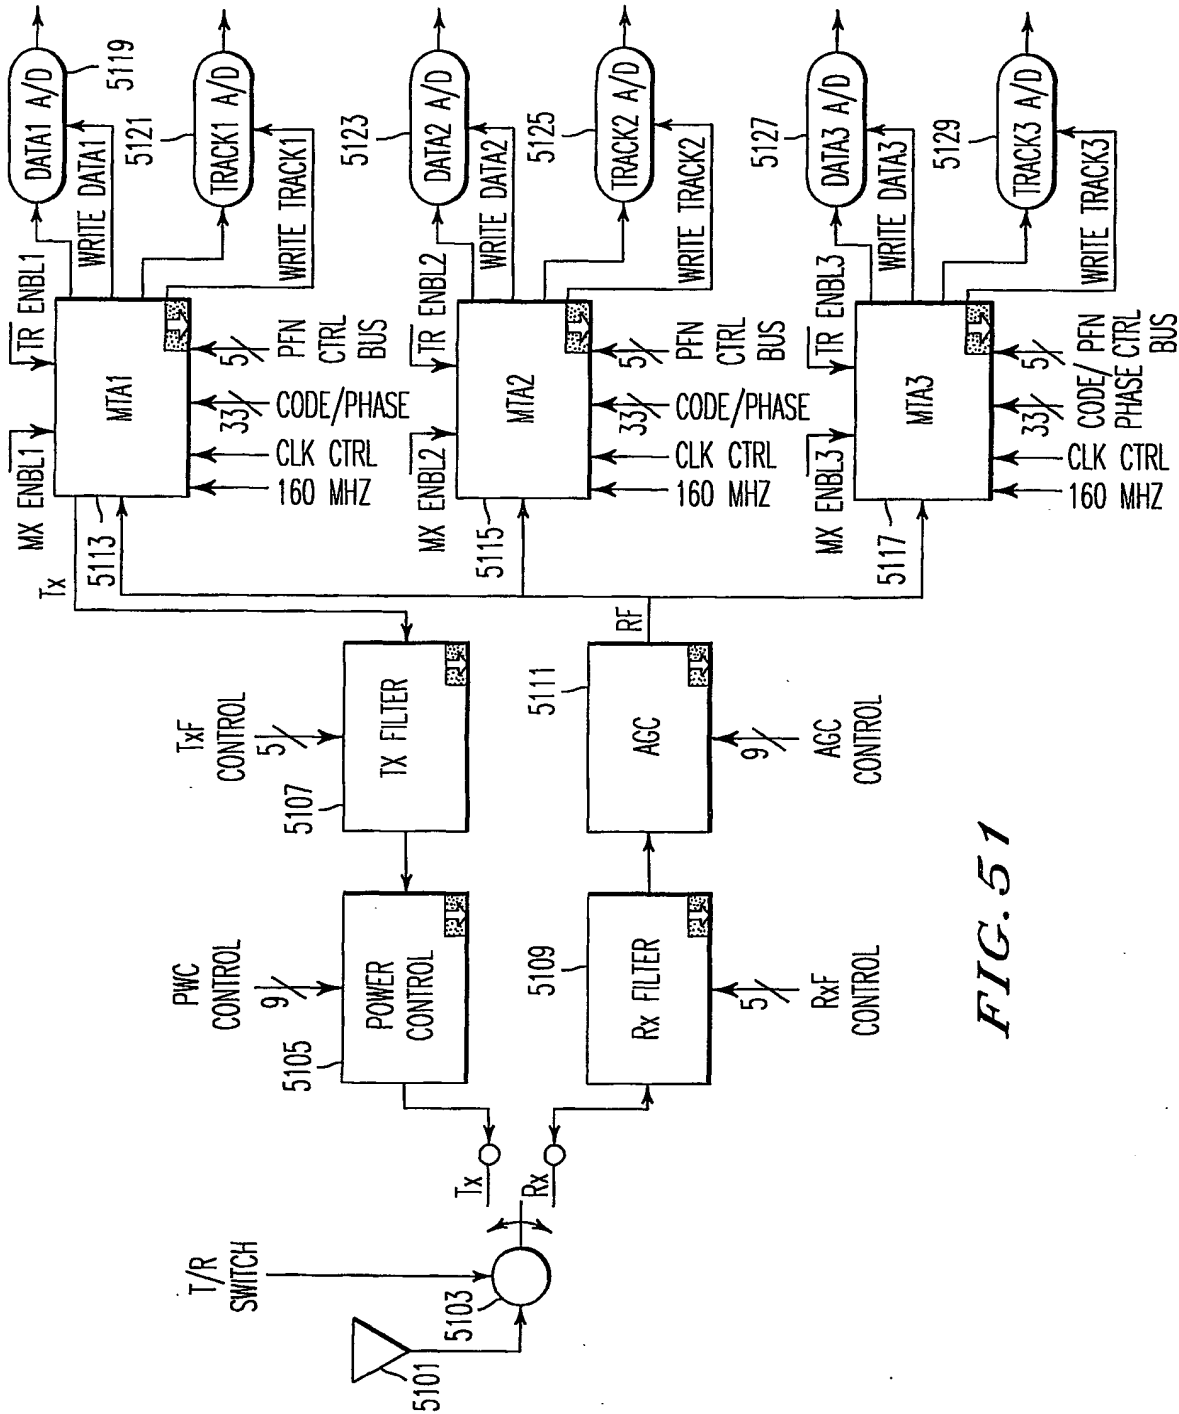 T/R
SWITCH
5101
5103
Tx
Rx
PWC
CONTROL
9
5105
POWER
CONTROL
TxF
CONTROL
5
5107
TX FILTER
5109
Rx FILTER
5
RxF
CONTROL
5111
AGC
9
AGC
CONTROL
Tx
RF
MX ENBL1
TR ENBL1
5113
MTA1
160 MHZ
CLK CTRL
33
CODE/PHASE
5
PFN
CTRL
BUS
WRITE DATA1
WRITE TRACK1
DATA1 A/D
5119
5121
TRACK1 A/D
MX ENBL2
TR ENBL2
5115
MTA2
160 MHZ
CLK CTRL
33
CODE/PHASE
5
PFN
CTRL
BUS
WRITE DATA2
WRITE TRACK2
5123
DATA2 A/D
5125
TRACK2 A/D
MX ENBL3
TR ENBL3
5117
MTA3
160 MHZ
CLK CTRL
33
CODE/
PHASE
5
PFN
CTRL
BUS
WRITE DATA3
WRITE TRACK3
5127
DATA3 A/D
5129
TRACK3 A/D
FIG. 51